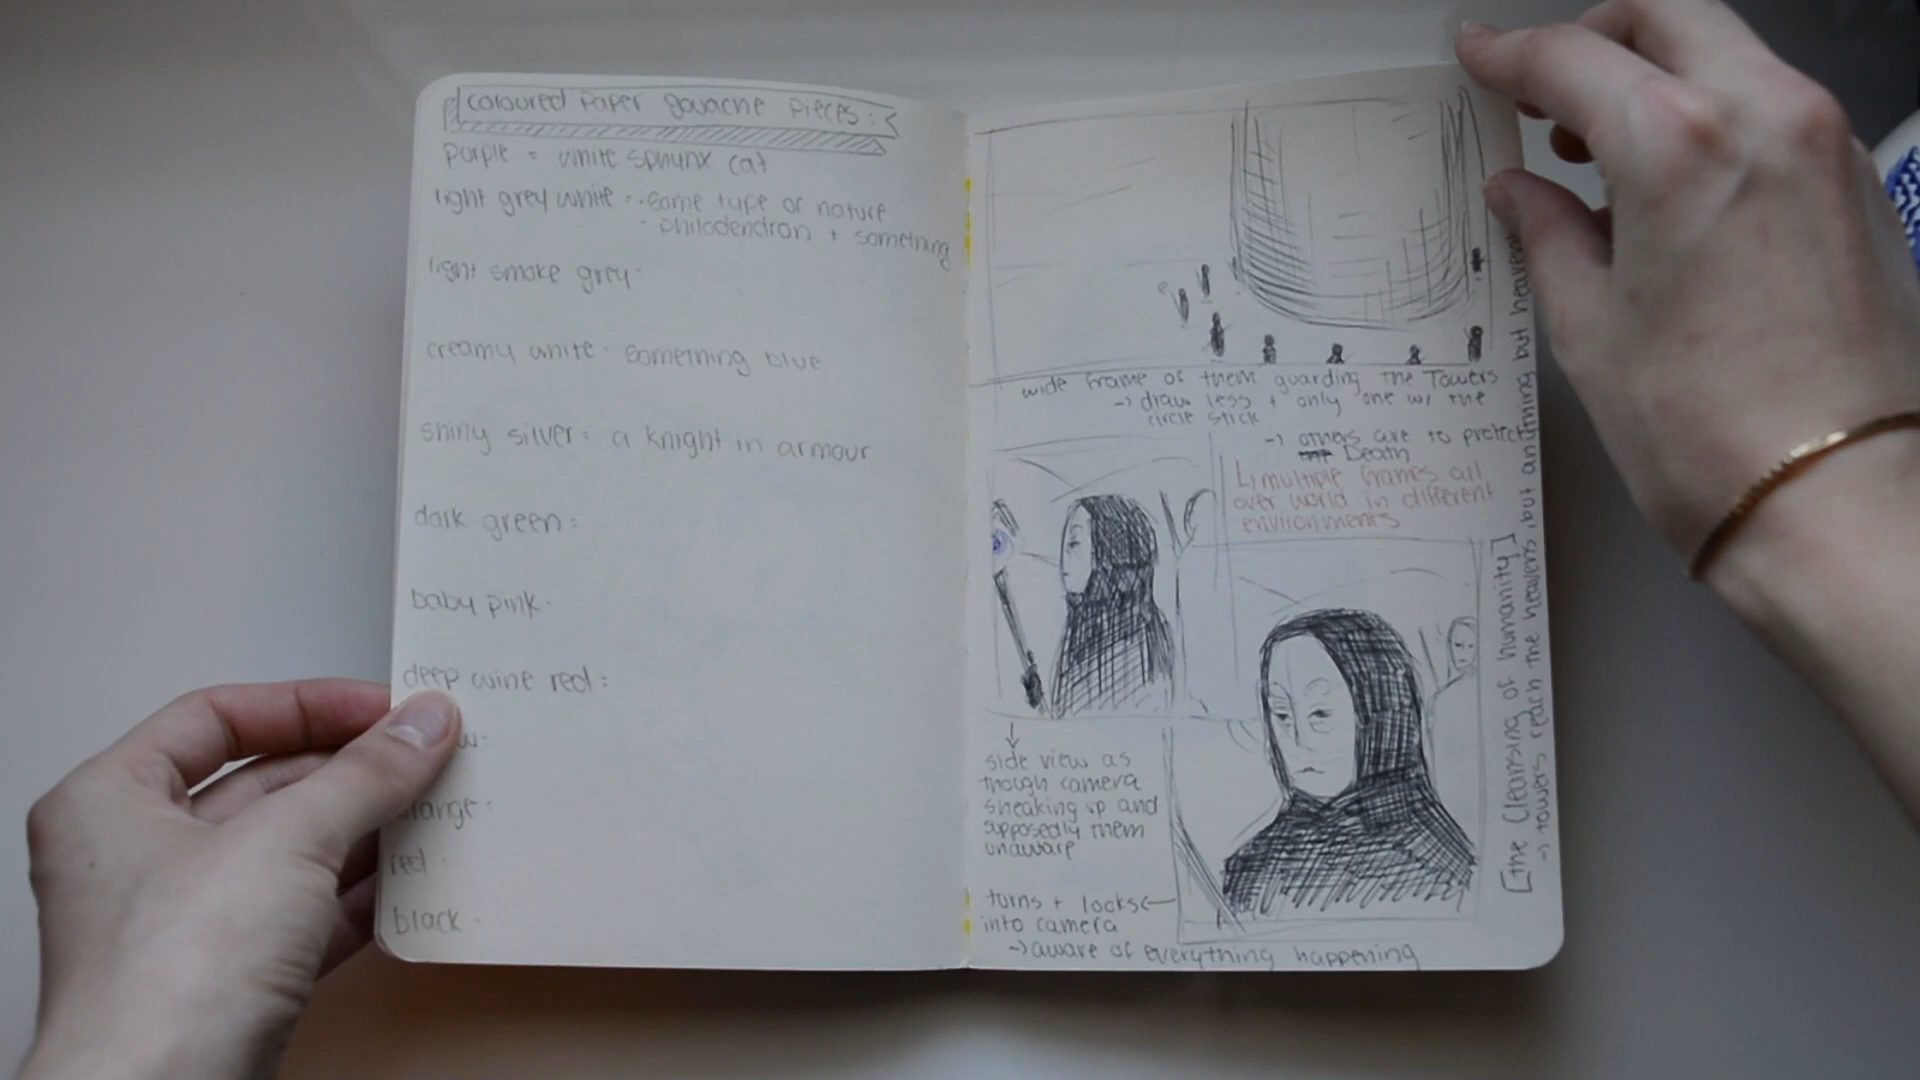 coloured paper gouache pieces:
purple = white sphynx cat
light grey white = - some type of nature
- philodendron + something
light smoke grey:
creamy white: something blue
shiny silver: a knight in armour
dark green:
baby pink:
deep wine red:
w:
orange:
red
black -
wide frame of them guarding the Towers
-> draw less + only one w/ the
circle stick
-> others are to protect
Death
↳ multiple frames all
over world in different
environments
↓
side view as
though camera
sneaking up and
supposedly them
unaware
turns + looks ←
into camera
-> aware of everything happening
[the cleansing of humanity]
-> towers reach the heavens, but anything but heavenl